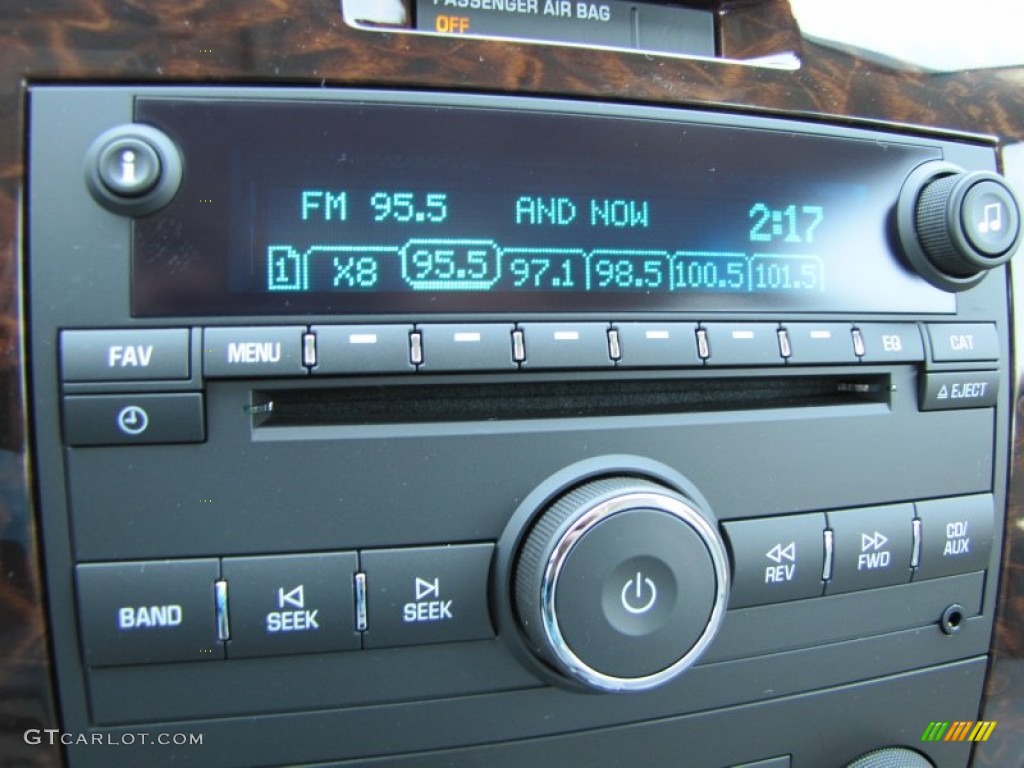 PASSENGER AIR BAG
OFF
i
FM 95.5 AND NOW 2:17
1 X8 95.5 97.1 98.5 100.5 101.5
FAV MENU EQ CAT
EJECT
BAND SEEK SEEK REV FWD CD/
AUX
GTCARLOT.COM